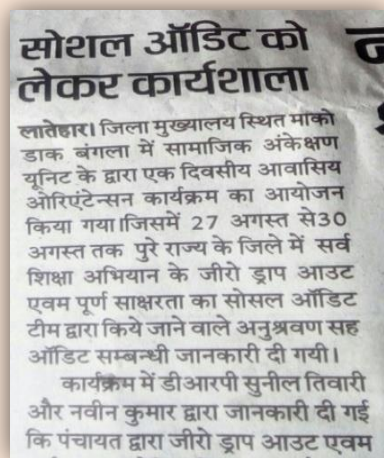 सोशल ऑडिट को
लेकर कार्यशाला
लातेहार। जिला मुख्यालय स्थित माको
डाक बंगला में सामाजिक अंकेक्षण
यूनिट के द्वारा एक दिवसीय आवासिय
ओरिएंटेन्सन कार्यक्रम का आयोजन
किया गया।जिसमें 27 अगस्त से30
अगस्त तक पुरे राज्य के जिले में सर्व
शिक्षा अभियान के जीरो ड्राप आउट
एवम पूर्ण साक्षरता का सोसल ऑडिट
टीम द्वारा किये जाने वाले अनुश्रवण सह
ऑडिट सम्बन्धी जानकारी दी गयी।
कार्यक्रम में डीआरपी सुनील तिवारी
और नवीन कुमार द्वारा जानकारी दी गई
कि पंचायत द्वारा जीरो ड्राप आउट एवम